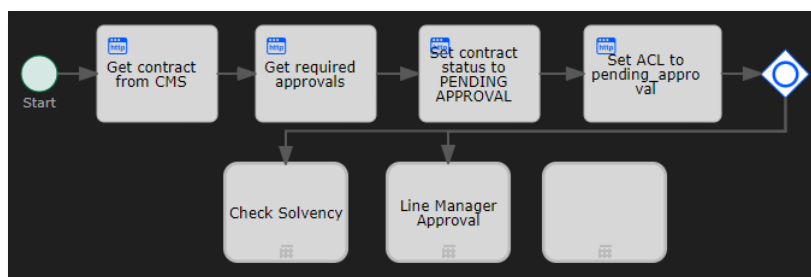 http
Get contract
from CMS
http
Get required
approvals
http
Set contract
status to
PENDING
APPROVAL
http
Set ACL to
pending_appro
val
Start
Check Solvency
Line Manager
Approval